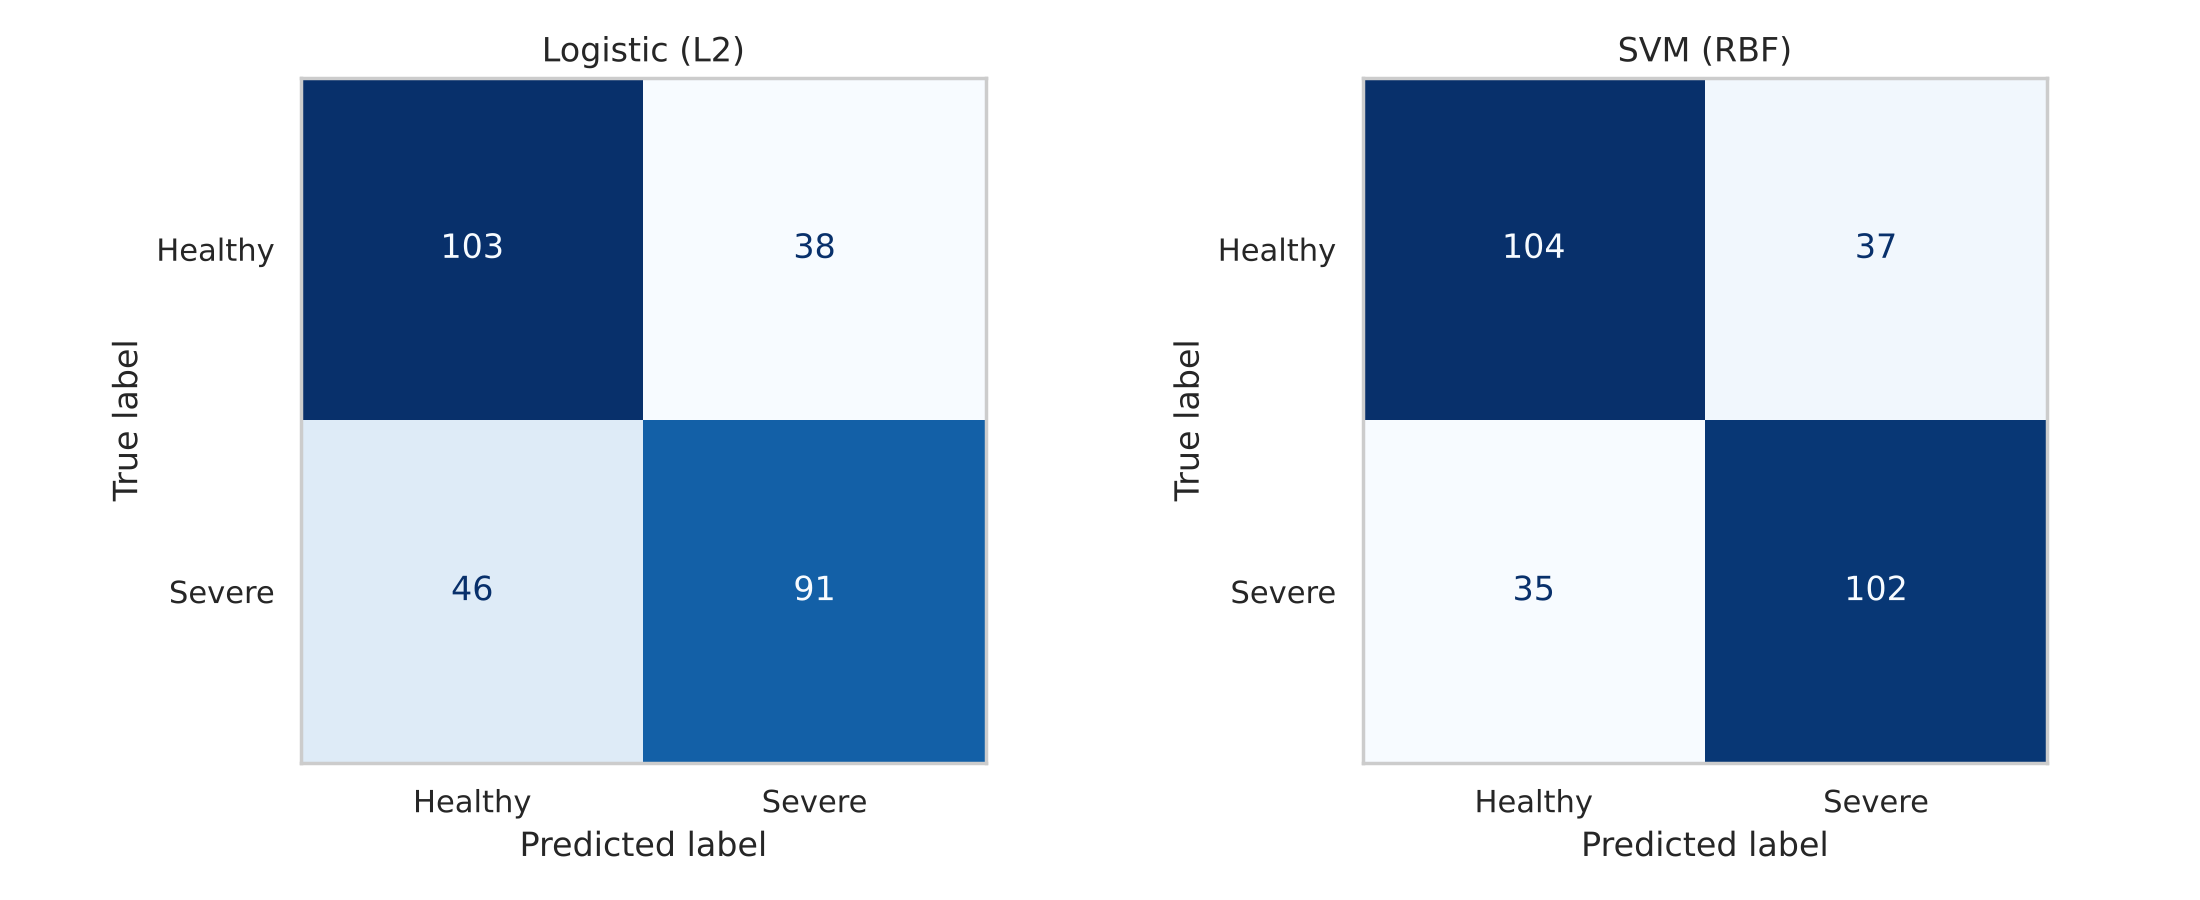 Logistic (L2)
True label
Healthy
103
38
Severe
46
91
Healthy
Severe
Predicted label
SVM (RBF)
True label
Healthy
104
37
Severe
35
102
Healthy
Severe
Predicted label